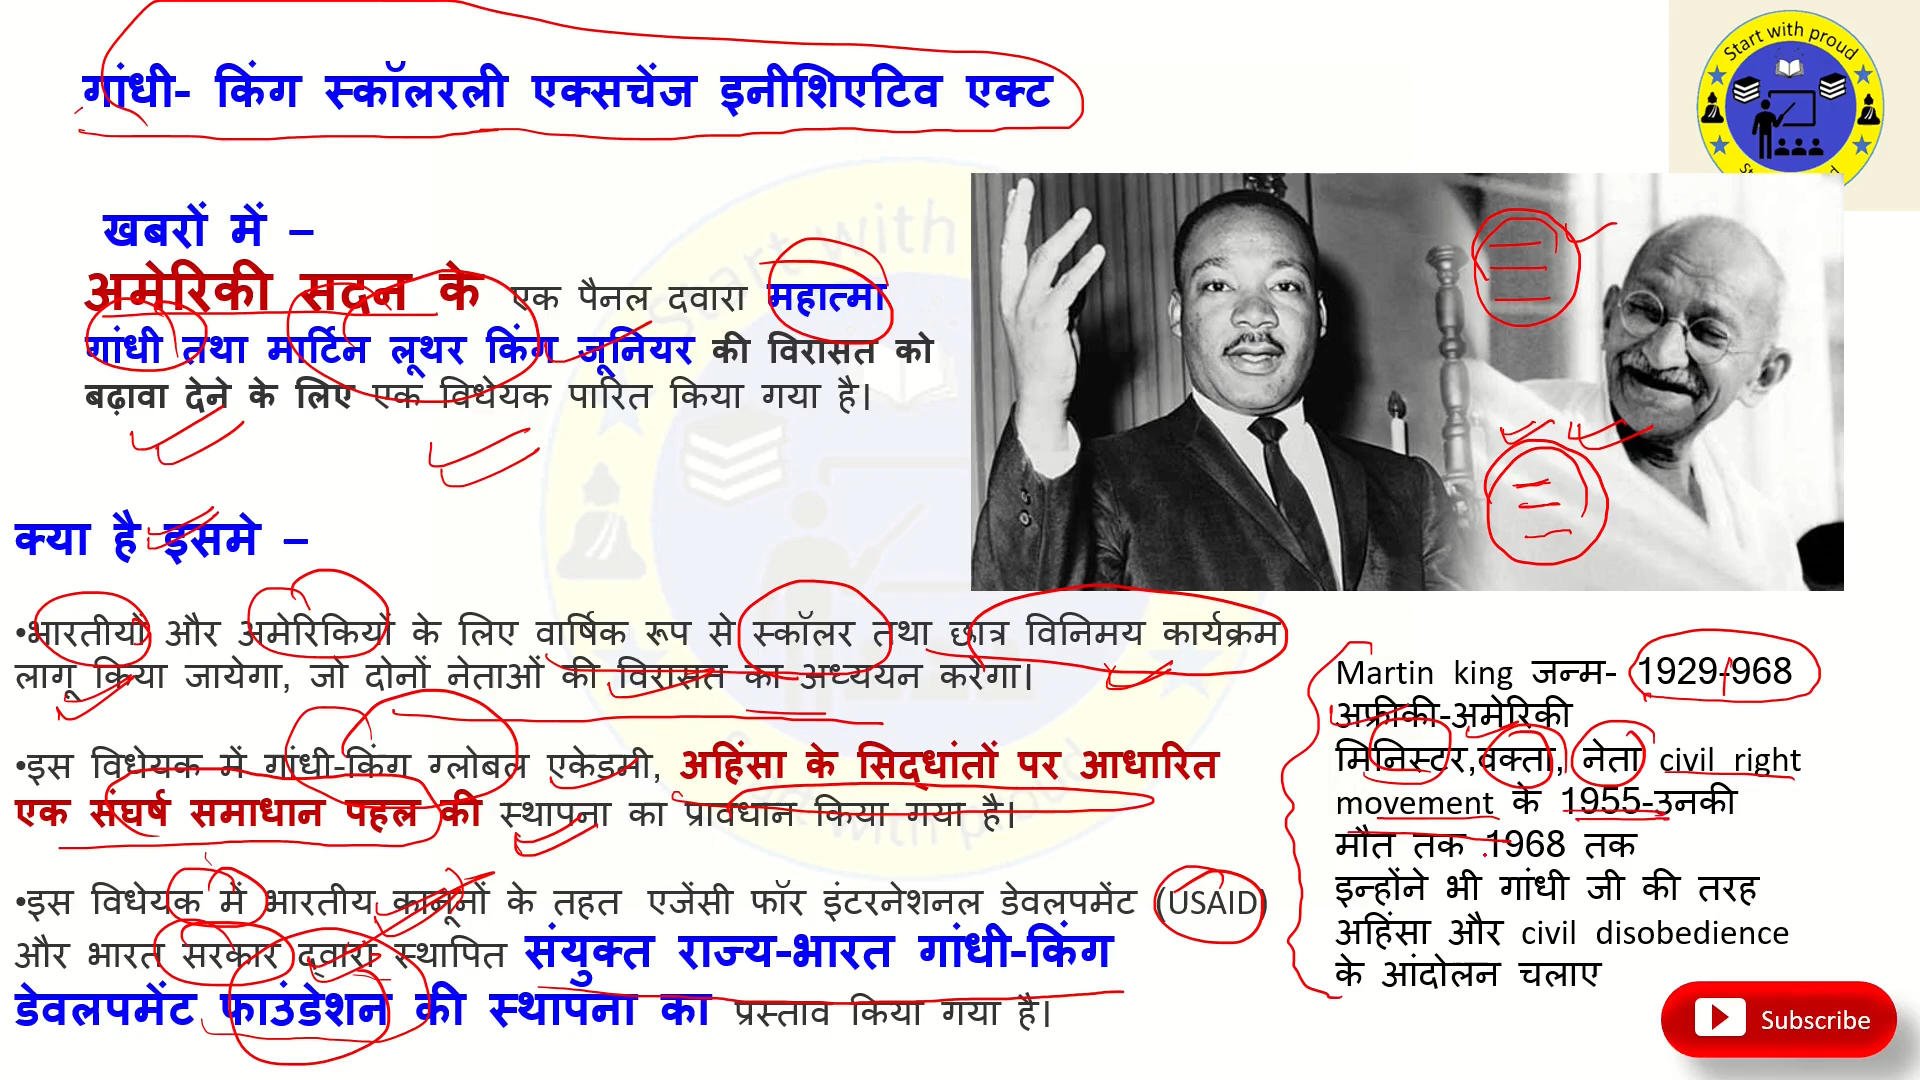 गांधी- किंग स्कॉलरली एक्सचेंज इनीशिएटिव एक्ट
Start with proud
खबरों में –
अमेरिकी सदन के एक पैनल दवारा महात्मा
गांधी तथा मार्टिन लूथर किंग जूनियर की विरासत को
बढ़ावा देने के लिए एक विधेयक पारित किया गया है।
क्या है इसमे –
•भारतीयों और अमेरिकियों के लिए वार्षिक रूप से स्कॉलर तथा छात्र विनिमय कार्यक्रम
लागू किया जायेगा, जो दोनों नेताओं की विरासत का अध्ययन करेगा।
•इस विधेयक में गांधी-किंग ग्लोबल एकेडमी, अहिंसा के सिद्धांतों पर आधारित
एक संघर्ष समाधान पहल की स्थापना का प्रावधान किया गया है।
•इस विधेयक में भारतीय कानूनों के तहत एजेंसी फॉर इंटरनेशनल डेवलपमेंट (USAID)
और भारत सरकार द्वारा स्थापित संयुक्त राज्य-भारत गांधी-किंग
डेवलपमेंट फाउंडेशन की स्थापना का प्रस्ताव किया गया है।
Martin king जन्म- 1929-968
अफ्रीकी-अमेरिकी
मिनिस्टर,वक्ता, नेता civil right
movement के 1955-उनकी
मौत तक 1968 तक
इन्होंने भी गांधी जी की तरह
अहिंसा और civil disobedience
के आंदोलन चलाए
Subscribe